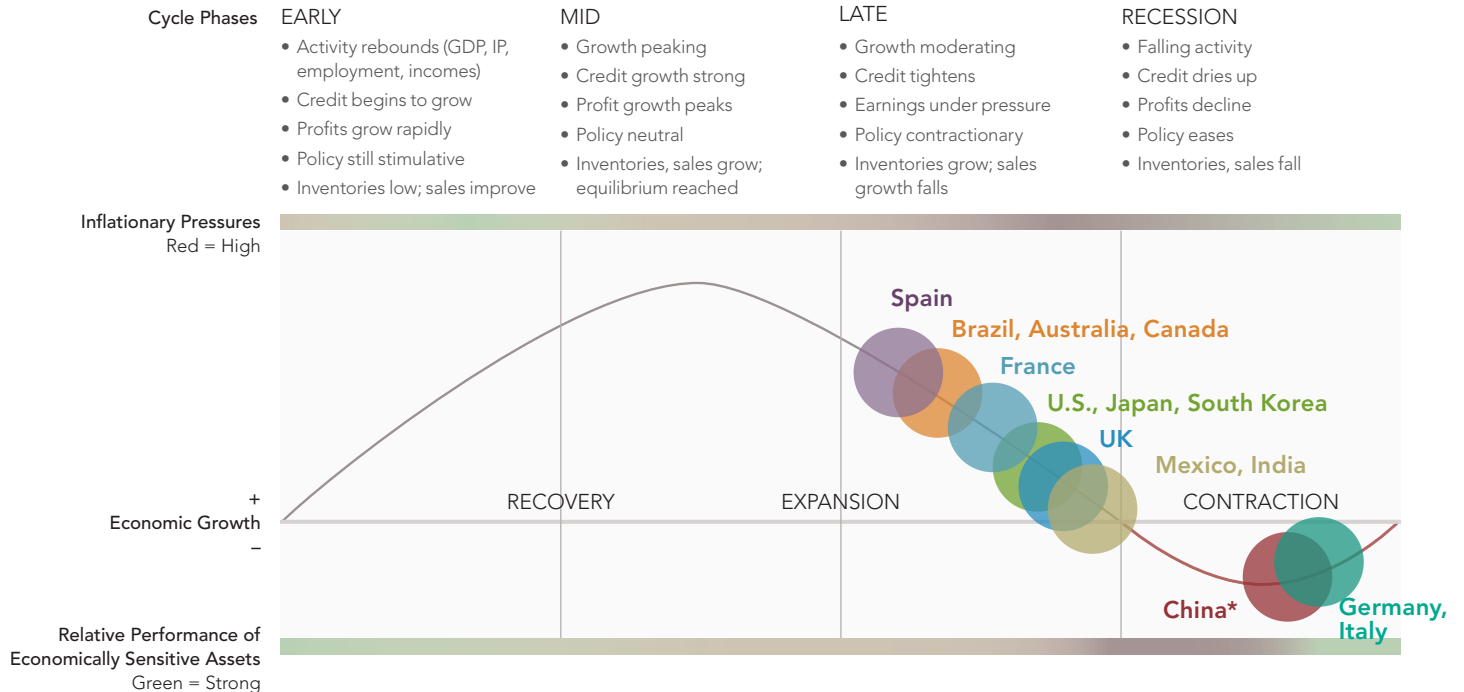 Cycle Phases
EARLY
• Activity rebounds (GDP, IP,
employment, incomes)
• Credit begins to grow
• Profits grow rapidly
• Policy still stimulative
• Inventories low; sales improve
MID
• Growth peaking
• Credit growth strong
• Profit growth peaks
• Policy neutral
• Inventories, sales grow;
equilibrium reached
LATE
• Growth moderating
• Credit tightens
• Earnings under pressure
• Policy contractionary
• Inventories grow; sales
growth falls
RECESSION
• Falling activity
• Credit dries up
• Profits decline
• Policy eases
• Inventories, sales fall
Inflationary Pressures
Red = High
Spain
Brazil, Australia, Canada
France
U.S., Japan, South Korea
UK
Mexico, India
+
Economic Growth
–
RECOVERY
EXPANSION
CONTRACTION
China*
Germany,
Italy
Relative Performance of
Economically Sensitive Assets
Green = Strong